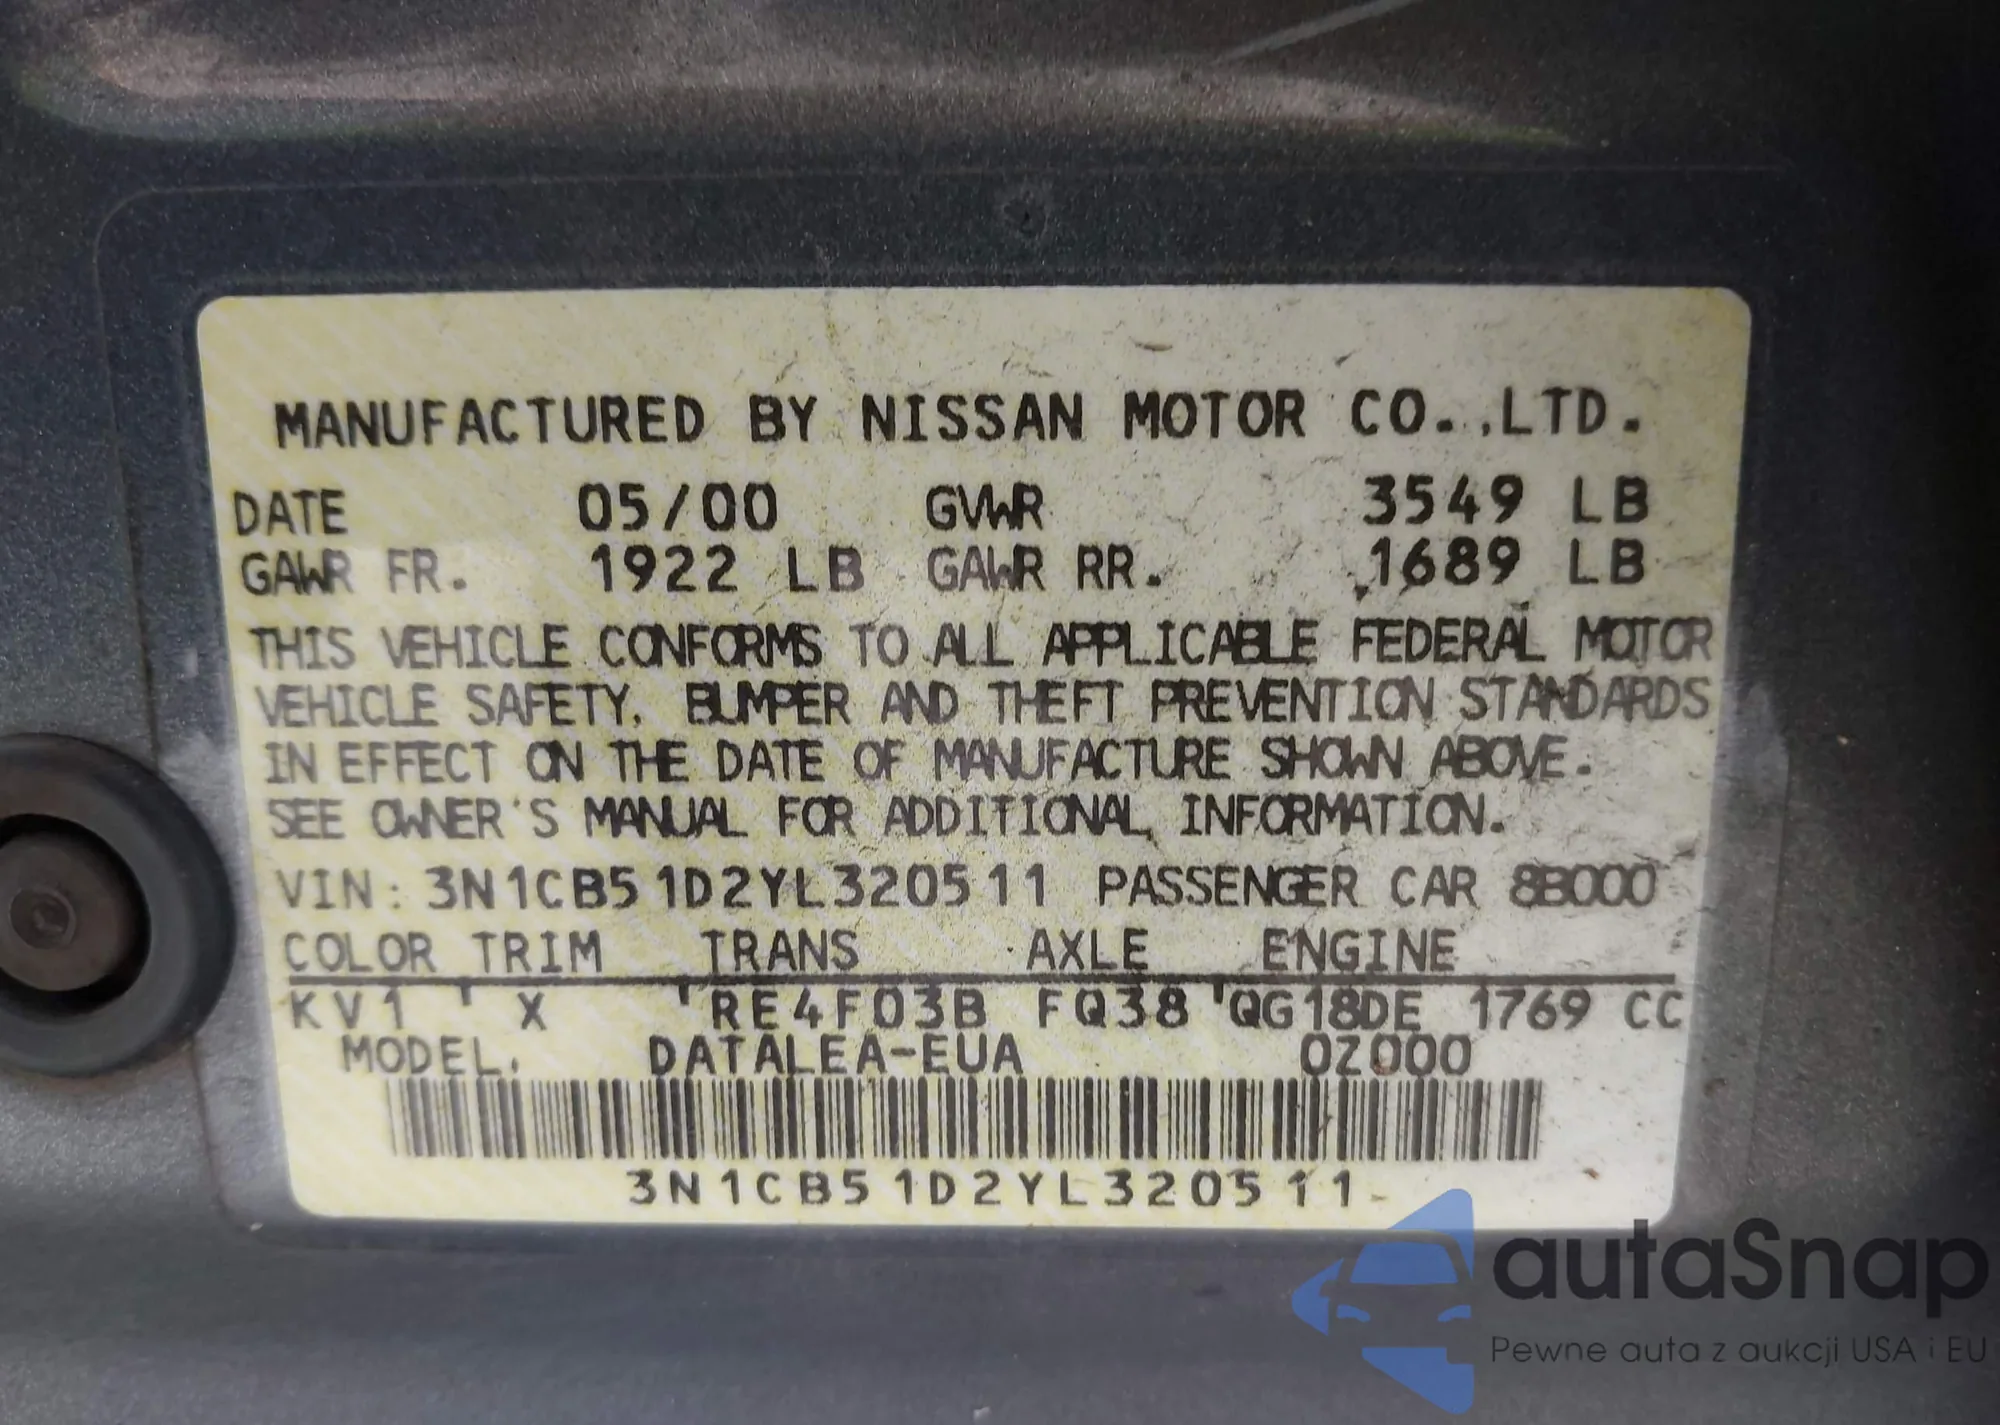 MANUFACTURED BY NISSAN MOTOR CO.,LTD.
DATE 05/00 GVWR 3549 LB
GAWR FR. 1922 LB GAWR RR. 1689 LB
THIS VEHICLE CONFORMS TO ALL APPLICABLE FEDERAL MOTOR
VEHICLE SAFETY, BUMPER AND THEFT PREVENTION STANDARDS
IN EFFECT ON THE DATE OF MANUFACTURE SHOWN ABOVE.
SEE OWNER'S MANUAL FOR ADDITIONAL INFORMATION.
VIN: 3N1CB51D2YL320511 PASSENGER CAR 8B000
COLOR TRIM TRANS AXLE ENGINE
KV1 X RE4F03B FQ38 QG18DE 1769 CC
MODEL. DATALEA-EUA 0Z000
3N1CB51D2YL320511
autaSnap
Pewne auta z aukcji USA i EU